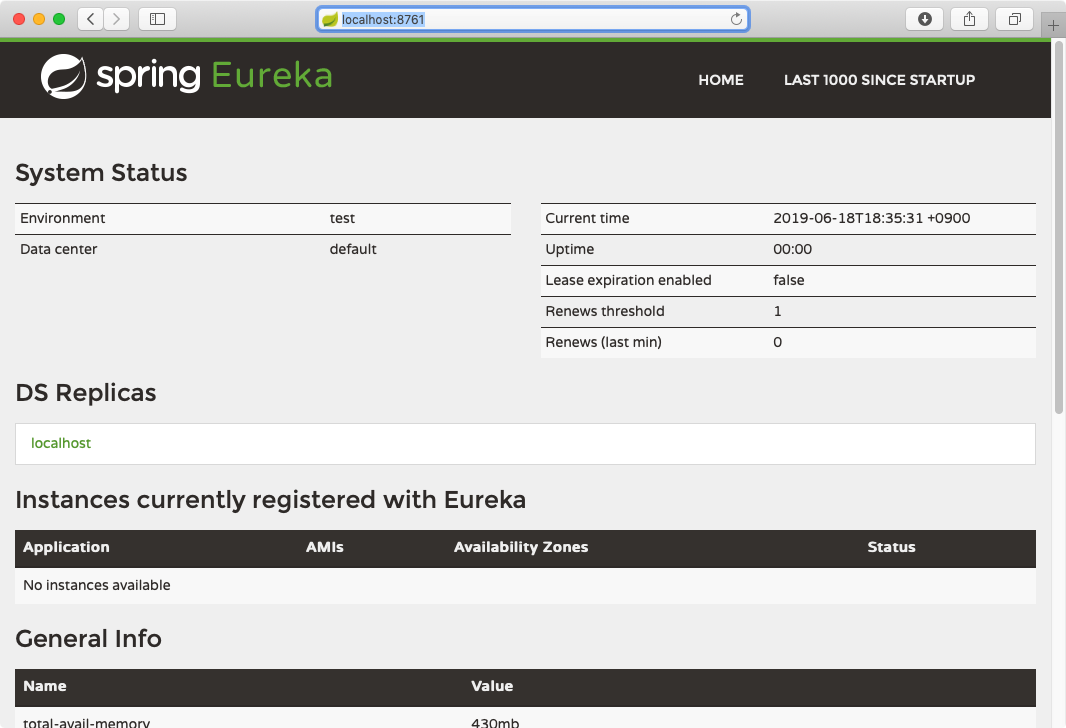 localhost:8761
spring Eureka
HOME LAST 1000 SINCE STARTUP
System Status
Environment test
Data center default
Current time 2019-06-18T18:35:31 +0900
Uptime 00:00
Lease expiration enabled false
Renews threshold 1
Renews (last min) 0
DS Replicas
localhost
Instances currently registered with Eureka
Application AMIs Availability Zones Status
No instances available
General Info
Name Value
total-avail-memory 430mb